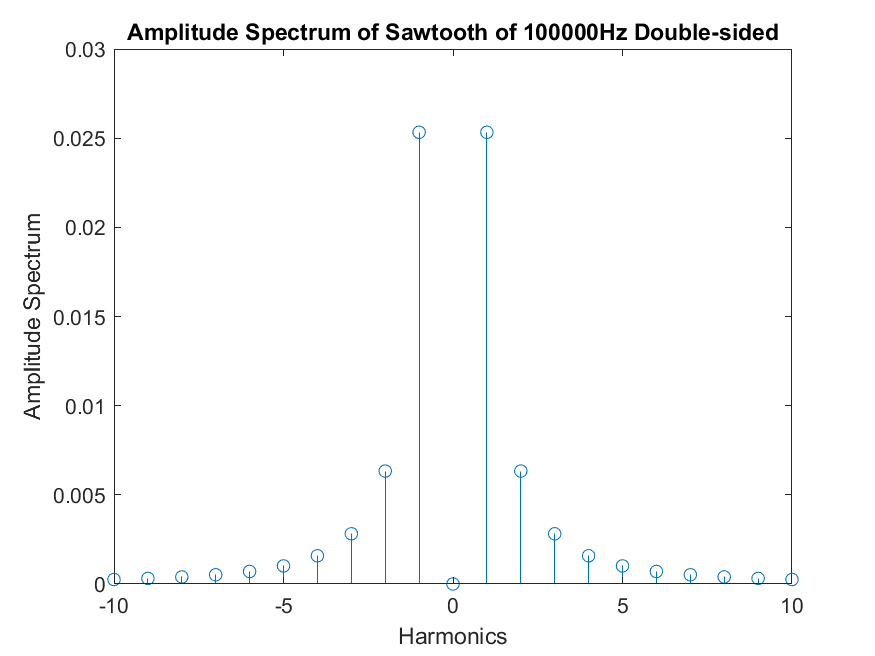 Amplitude Spectrum of Sawtooth of 100000Hz Double-sided
0.03
0.025
0.02
0.015
0.01
0.005
0
Amplitude Spectrum
-10 -5 0 5 10
Harmonics